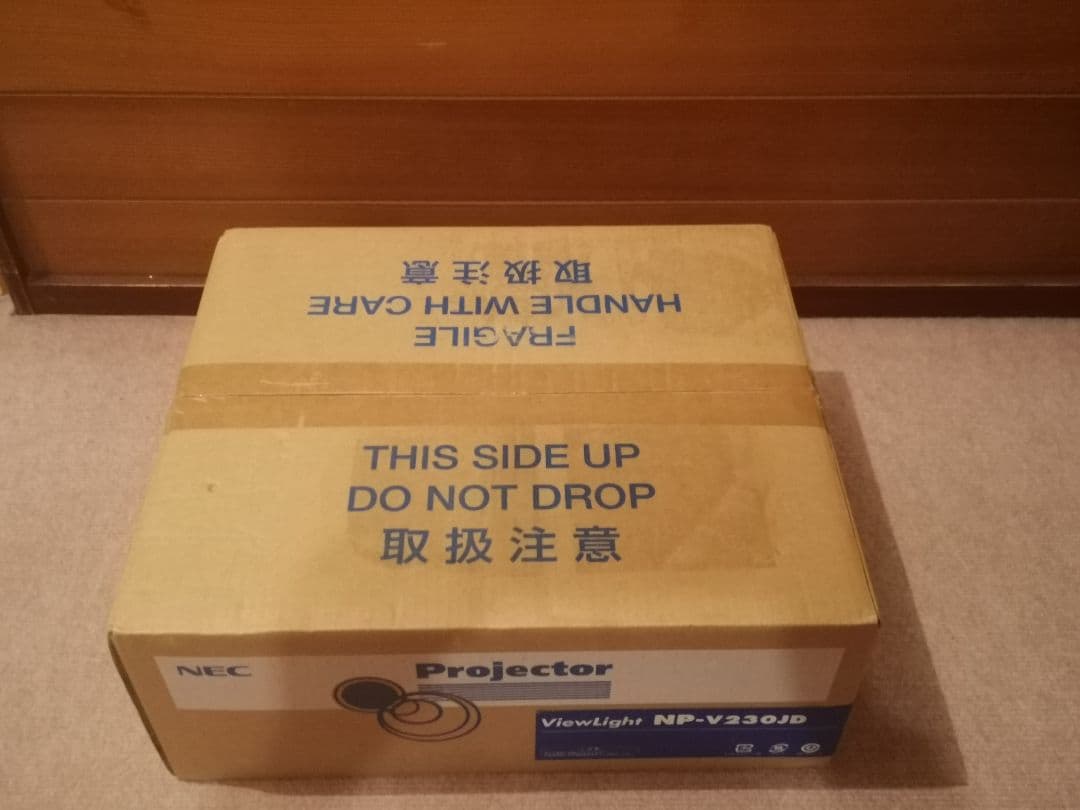 取扱注意
HANDLE WITH CARE
FRAGILE
THIS SIDE UP
DO NOT DROP
取扱注意
NEC
Projector
ViewLight NP-V230JD